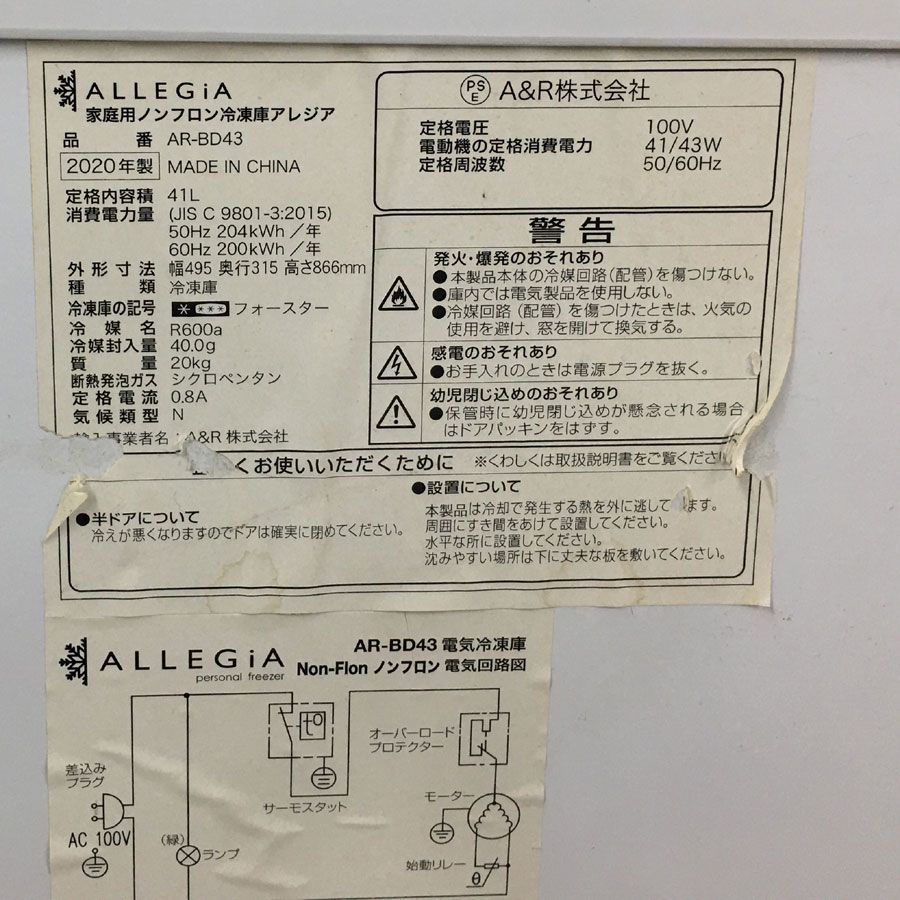 ALLEGiA
家庭用ノンフロン冷凍庫アレジア
品 番 AR-BD43
2020年製 MADE IN CHINA
定格内容積 41L
消費電力量 (JIS C 9801-3:2015)
50Hz 204kWh／年
60Hz 200kWh／年
外形寸法 幅495 奥行315 高さ866mm
種 類 冷凍庫
冷凍庫の記号 フォースター
冷 媒 名 R600a
冷媒封入量 40.0g
質 量 20kg
断熱発泡ガス シクロペンタン
定格電流 0.8A
気候類型 N
輸入事業者名：A&R 株式会社
PS
E
A&R株式会社
定格電圧 100V
電動機の定格消費電力 41/43W
定格周波数 50/60Hz
警告
発火・爆発のおそれあり
●本製品本体の冷媒回路(配管)を傷つけない。
●庫内では電気製品を使用しない。
●冷媒回路（配管）を傷つけたときは、火気の
使用を避け、窓を開けて換気する。
感電のおそれあり
●お手入れのときは電源プラグを抜く。
幼児閉じ込めのおそれあり
●保管時に幼児閉じ込めが懸念される場合
はドアパッキンをはずす。
くお使いいただくために ※くわしくは取扱説明書をご覧くださ
●半ドアについて
冷えが悪くなりますのでドアは確実に閉めてください。
●設置について
本製品は冷却で発生する熱を外に逃して ます。
周囲にすき間をあけて設置してください。
水平な所に設置してください。
沈みやすい場所は下に丈夫な板を敷いてください。
ALLEGiA
personal freezer
AR-BD43 電気冷凍庫
Non-Flon ノンフロン 電気回路図
差込み
プラグ
AC 100V
(緑)
ランプ
t°
サーモスタット
オーバーロード
プロテクター
モーター
始動リレー
θ